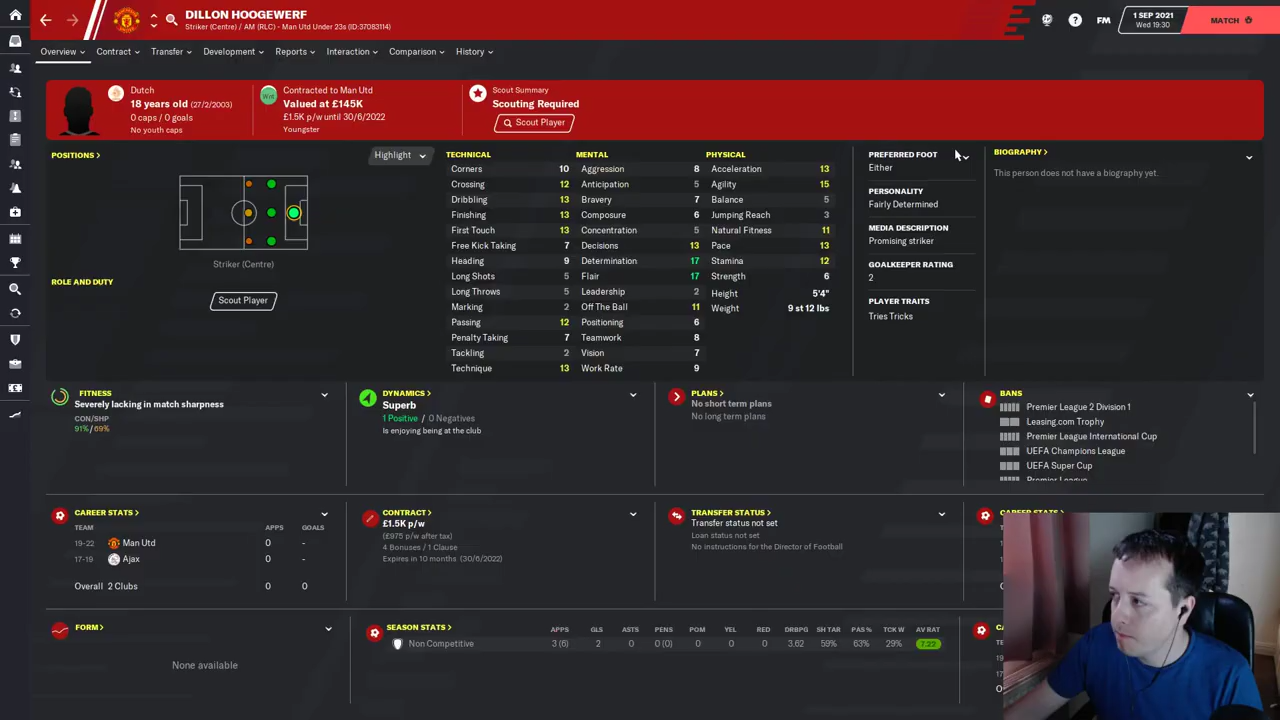 DILLON HOOGEWERF
Striker (Centre) / AM (RLC) - Man Utd Under 23s (ID:37083114)
FM
1 SEP 2021
Wed 19:30
MATCH
Overview
Contract
Transfer
Development
Reports
Interaction
Comparison
History
Dutch
18 years old (27/2/2003)
0 caps / 0 goals
No youth caps
Wnt
Contracted to Man Utd
Valued at £145K
£1.5K p/w until 30/6/2022
Youngster
Scout Summary
Scouting Required
Scout Player
POSITIONS >
Highlight
Striker (Centre)
ROLE AND DUTY
Scout Player
TECHNICAL
Corners 10
Crossing 12
Dribbling 13
Finishing 13
First Touch 13
Free Kick Taking 7
Heading 9
Long Shots 5
Long Throws 5
Marking 2
Passing 12
Penalty Taking 7
Tackling 2
Technique 13
MENTAL
Aggression 8
Anticipation 5
Bravery 7
Composure 6
Concentration 5
Decisions 13
Determination 17
Flair 17
Leadership 2
Off The Ball 11
Positioning 6
Teamwork 8
Vision 7
Work Rate 9
PHYSICAL
Acceleration 13
Agility 15
Balance 5
Jumping Reach 3
Natural Fitness 11
Pace 13
Stamina 12
Strength 6
Height 5'4"
Weight 9 st 12 lbs
PREFERRED FOOT
Either
PERSONALITY
Fairly Determined
MEDIA DESCRIPTION
Promising striker
GOALKEEPER RATING
2
PLAYER TRAITS
Tries Tricks
BIOGRAPHY >
This person does not have a biography yet.
FITNESS
Severely lacking in match sharpness
CON/SHP
91% / 69%
DYNAMICS >
Superb
1 Positive / 0 Negatives
Is enjoying being at the club
PLANS >
No short term plans
No long term plans
BANS
Premier League 2 Division 1
Leasing.com Trophy
Premier League International Cup
UEFA Champions League
UEFA Super Cup
Premier League
CAREER STATS >
TEAM APPS GOALS
19-22 Man Utd 0 -
17-19 Ajax 0 -
Overall 2 Clubs 0 0
CONTRACT >
£1.5K p/w
(£975 p/w after tax)
4 Bonuses / 1 Clause
Expires in 10 months (30/6/2022)
TRANSFER STATUS >
Transfer status not set
Loan status not set
No instructions for the Director of Football
CAREER STATS >
FORM >
None available
SEASON STATS >
APPS GLS ASTS PENS POM YEL RED DRBPG SH TAR PAS % TCK W AV RAT
Non Competitive 3 (6) 2 0 0 (0) 0 0 0 3.62 59% 63% 29% 7.22